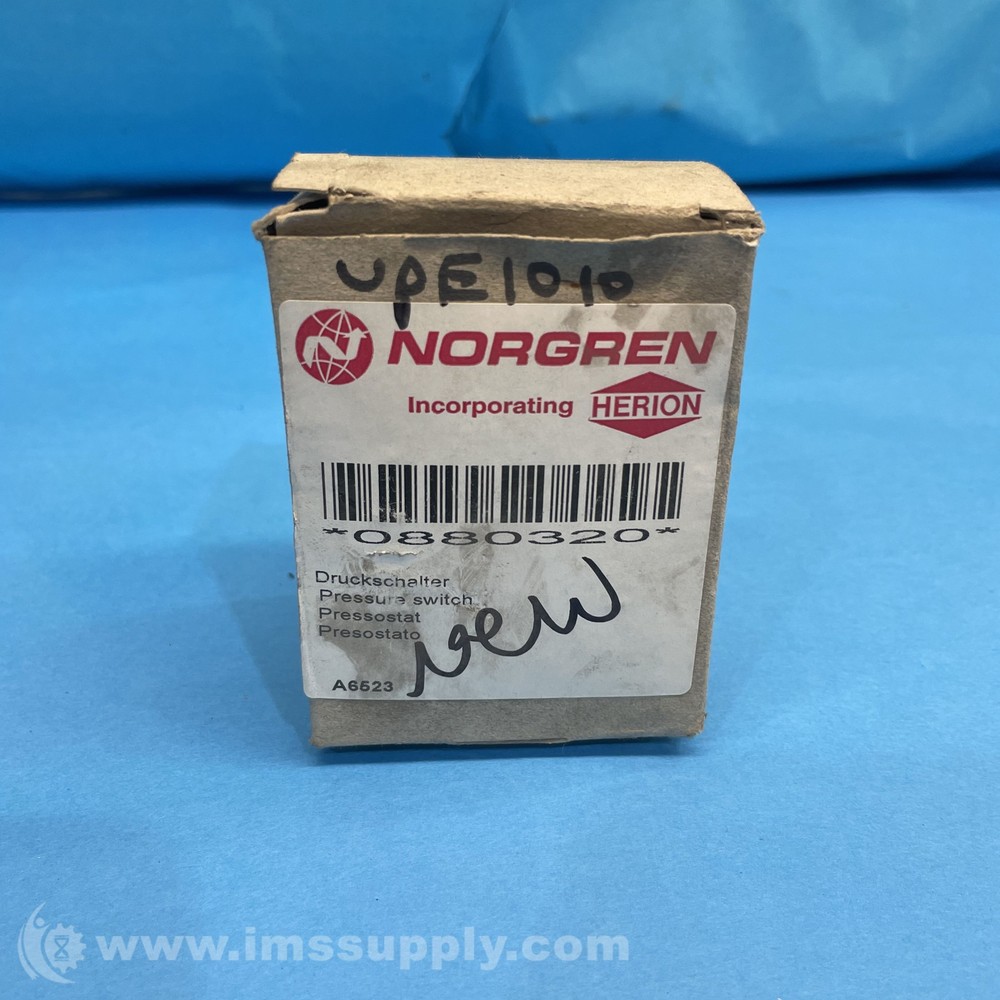 UPE1010
NORGREN
Incorporating HERION
*0880320*
Druckschalter
Pressure switch
Pressostat
Presostato
new
A6523
www.imssupply.com